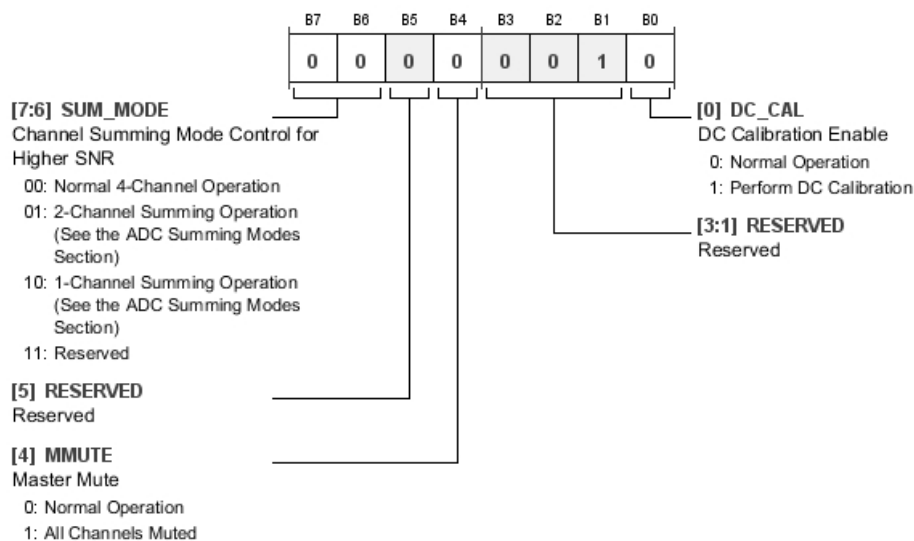 B7 B6 B5 B4 B3 B2 B1 B0
0 0 0 0 0 0 1 0
[7:6] SUM_MODE
Channel Summing Mode Control for
Higher SNR
00: Normal 4-Channel Operation
01: 2-Channel Summing Operation
(See the ADC Summing Modes
Section)
10: 1-Channel Summing Operation
(See the ADC Summing Modes
Section)
11: Reserved
[5] RESERVED
Reserved
[4] MMUTE
Master Mute
0: Normal Operation
1: All Channels Muted
[0] DC_CAL
DC Calibration Enable
0: Normal Operation
1: Perform DC Calibration
[3:1] RESERVED
Reserved